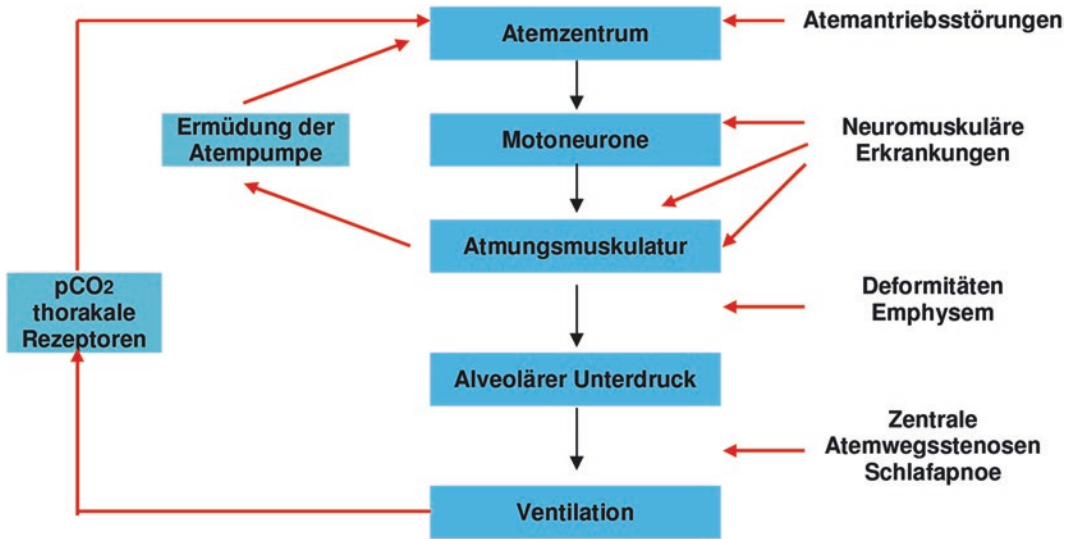 Atemzentrum
Atemantriebsstörungen
Ermüdung der
Atempumpe
Motoneurone
Neuromuskuläre
Erkrankungen
Atmungsmuskulatur
pCO2
thorakale
Rezeptoren
Deformitäten
Emphysem
Alveolärer Unterdruck
Zentrale
Atemwegsstenosen
Schlafapnoe
Ventilation